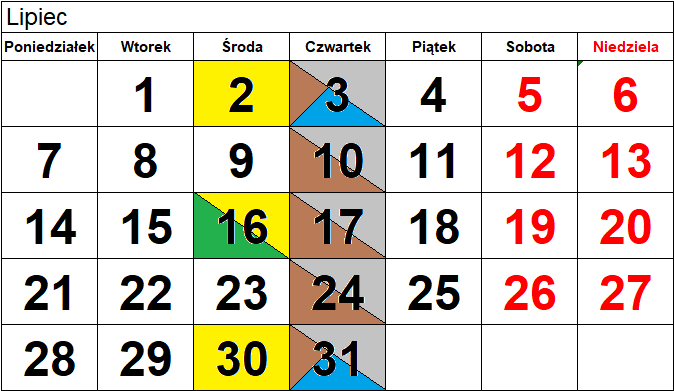 Lipiec
Poniedziałek Wtorek Środa Czwartek Piątek Sobota Niedziela
1 2 3 4 5 6
7 8 9 10 11 12 13
14 15 16 17 18 19 20
21 22 23 24 25 26 27
28 29 30 31